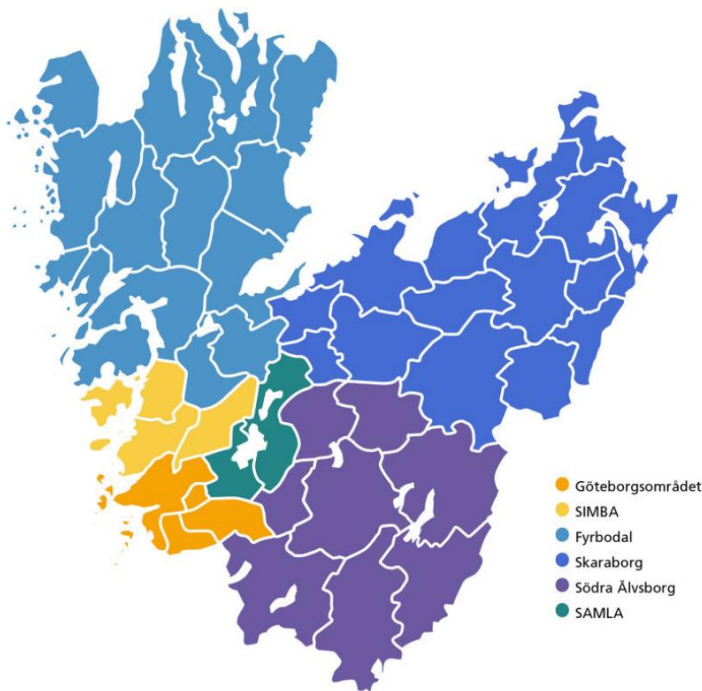 Göteborgsområdet
SIMBA
Fyrbodal
Skaraborg
Södra Älvsborg
SAMLA